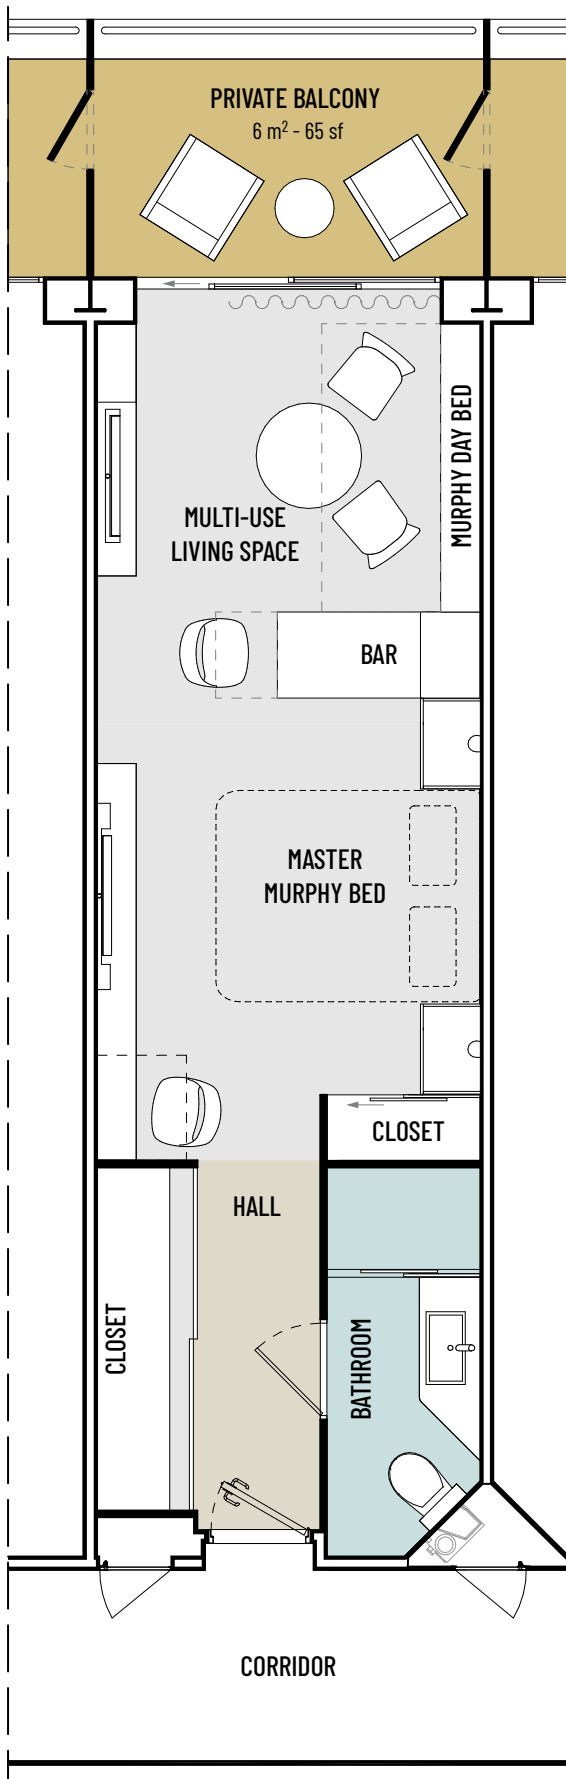 PRIVATE BALCONY
6 m² - 65 sf
MURPHY DAY BED
MULTI-USE
LIVING SPACE
BAR
MASTER
MURPHY BED
CLOSET
HALL
CLOSET
BATHROOM
CORRIDOR